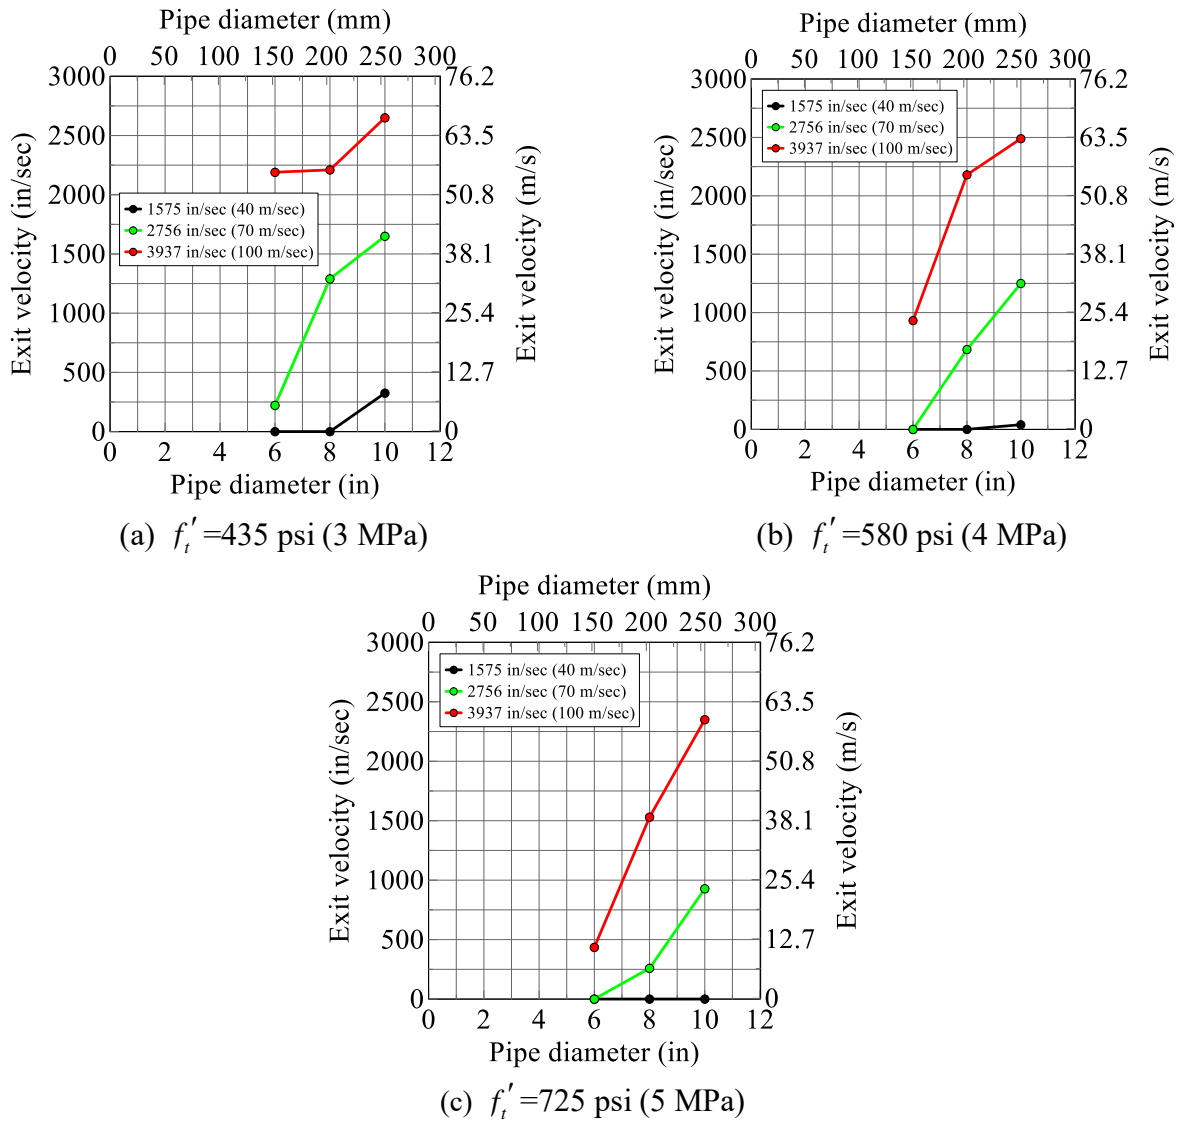 Pipe diameter (mm)
0 50 100 150 200 250 300
3000 76.2
2500 63.5
2000 50.8
1500 38.1
1000 25.4
500 12.7
0 0
Exit velocity (in/sec)
Exit velocity (m/s)
1575 in/sec (40 m/sec)
2756 in/sec (70 m/sec)
3937 in/sec (100 m/sec)
0 2 4 6 8 10 12
Pipe diameter (in)
(a) fₜ′=435 psi (3 MPa)
Pipe diameter (mm)
0 50 100 150 200 250 300
3000 76.2
2500 63.5
2000 50.8
1500 38.1
1000 25.4
500 12.7
0 0
Exit velocity (in/sec)
Exit velocity (m/s)
1575 in/sec (40 m/sec)
2756 in/sec (70 m/sec)
3937 in/sec (100 m/sec)
0 2 4 6 8 10 12
Pipe diameter (in)
(b) fₜ′=580 psi (4 MPa)
Pipe diameter (mm)
0 50 100 150 200 250 300
3000 76.2
2500 63.5
2000 50.8
1500 38.1
1000 25.4
500 12.7
0 0
Exit velocity (in/sec)
Exit velocity (m/s)
1575 in/sec (40 m/sec)
2756 in/sec (70 m/sec)
3937 in/sec (100 m/sec)
0 2 4 6 8 10 12
Pipe diameter (in)
(c) fₜ′=725 psi (5 MPa)